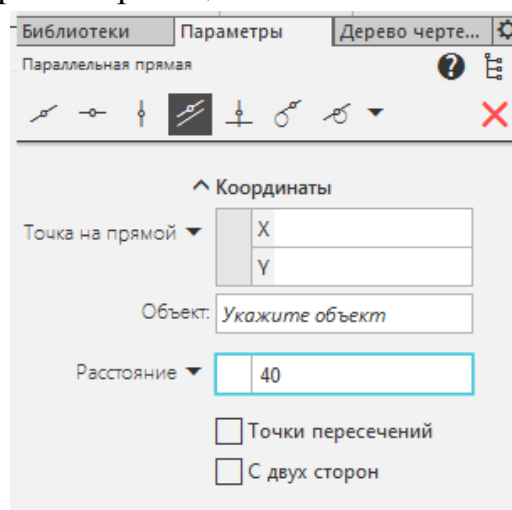 Библиотеки Параметры Дерево черте...
Параллельная прямая ?
Координаты
Точка на прямой X
Y
Объект: Укажите объект
Расстояние 40
Точки пересечений
С двух сторон